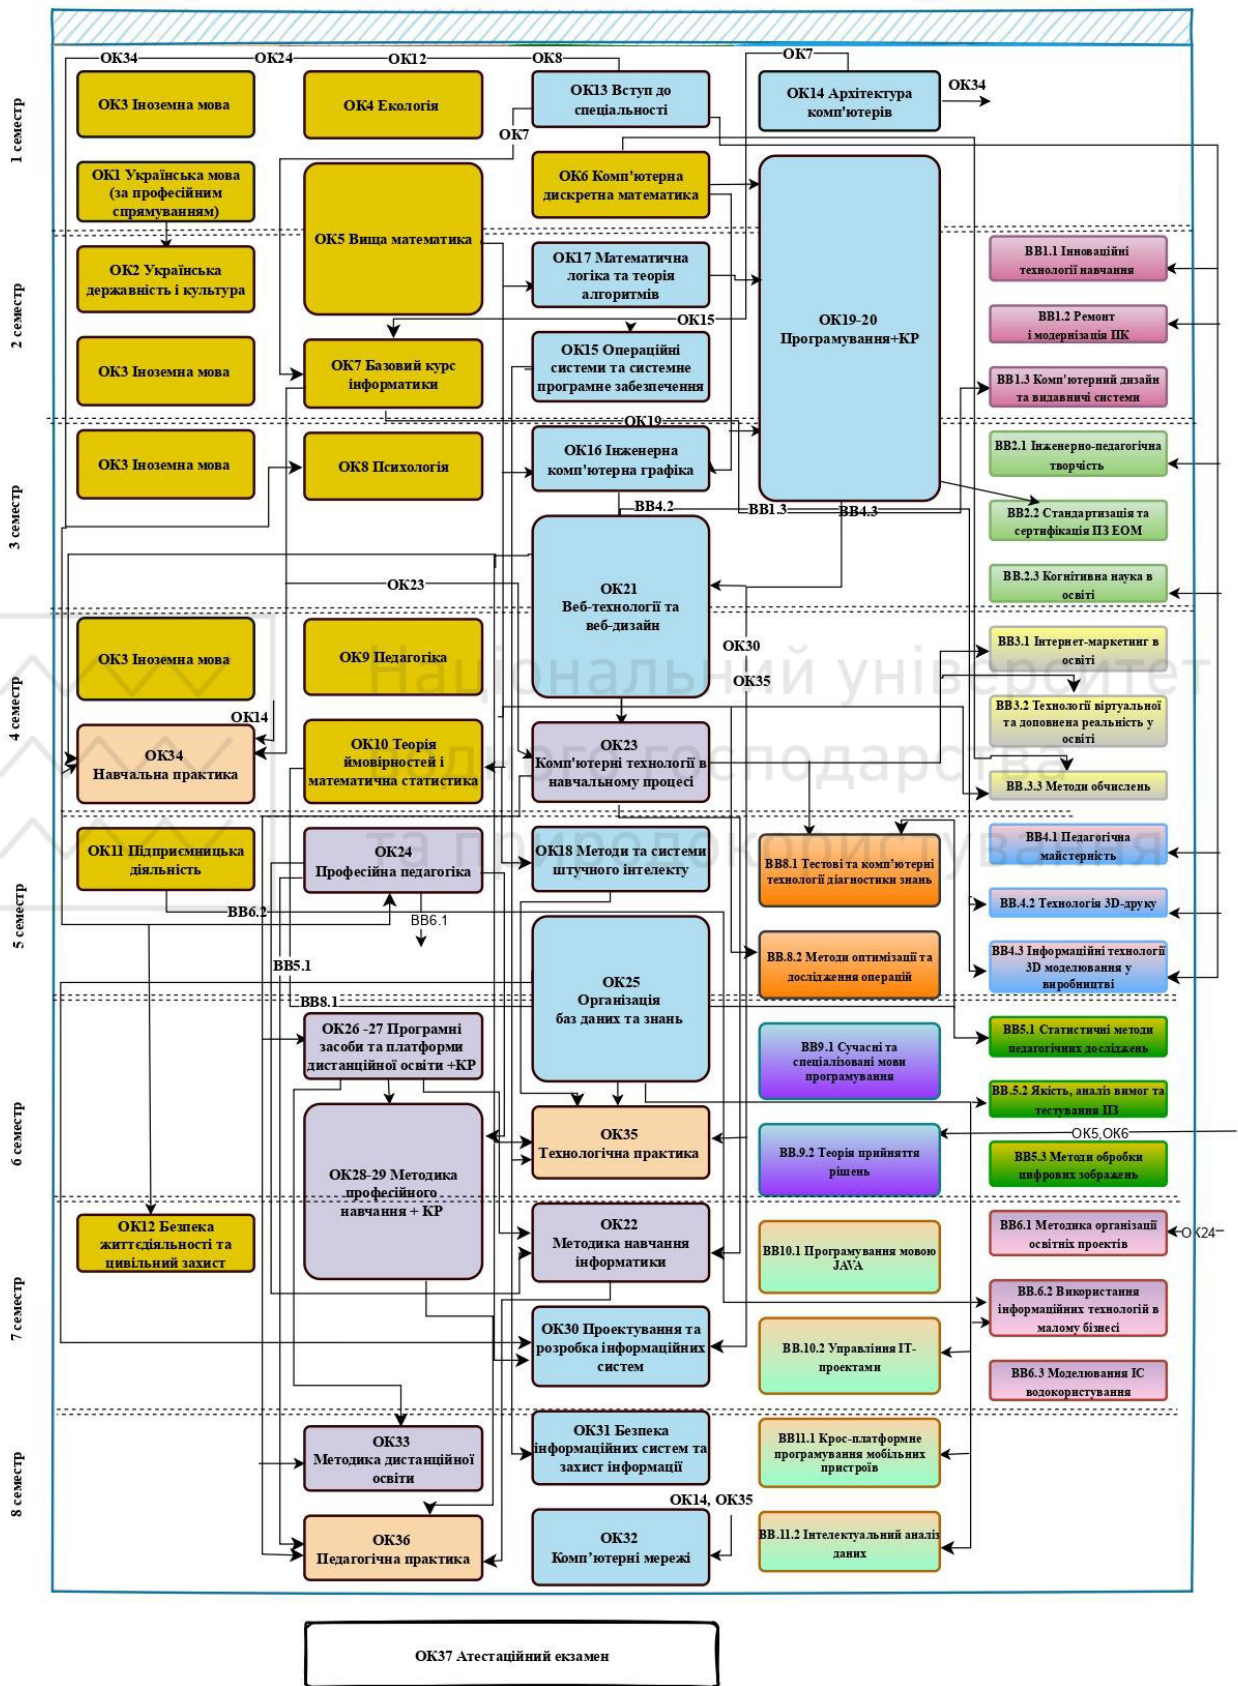 ОК34
ОК24
ОК12
ОК8
ОК7
1 семестр
ОК3 Іноземна мова
ОК4 Екологія
ОК13 Вступ до
спеціальності
ОК14 Архітектура
комп'ютерів
ОК34
ОК7
ОК1 Українська мова
(за професійним
спрямуванням)
ОК5 Вища математика
ОК6 Комп'ютерна
дискретна математика
ОК19-20
Програмування+КР
2 семестр
ОК2 Українська
державність і культура
ОК17 Математична
логіка та теорія
алгоритмів
ВВ1.1 Інноваційні
технології навчання
ОК15
ВВ1.2 Ремонт
і модернізація ПК
ОК3 Іноземна мова
ОК7 Базовий курс
інформатики
ОК15 Операційні
системи та системне
програмне забезпечення
ВВ1.3 Комп'ютерний дизайн
та видавничі системи
3 семестр
ОК19
ОК3 Іноземна мова
ОК8 Психологія
ОК16 Інженерна
комп'ютерна графіка
ВВ2.1 Інженерно-педагогічна
творчість
ВВ4.2
ВВ1.3
ВВ4.3
ВВ2.2 Стандартизація та
сертифікація ПЗ ЕОМ
ОК23
ОК21
Веб-технології та
веб-дизайн
ВВ.2.3 Когнітивна наука в
освіті
4 семестр
Національний університет
водного господарства
та природокористування
ОК3 Іноземна мова
ОК9 Педагогіка
ОК30
ОК35
ВВ3.1 Інтернет-маркетинг в
освіті
ВВ3.2 Технології віртуальної
та доповнена реальність у
освіті
ОК14
ОК34
Навчальна практика
ОК10 Теорія
ймовірностей і
математична статистика
ОК23
Комп'ютерні технології в
навчальному процесі
ВВ.3.3 Методи обчислень
5 семестр
ОК11 Підприємницька
діяльність
ОК24
Професійна педагогіка
ОК18 Методи та системи
штучного інтелекту
ВВ8.1 Тестові та комп'ютерні
технології діагностики знань
ВВ4.1 Педагогічна
майстерність
ВВ6.2
ВВ6.1
ВВ.4.2 Технологія 3D-друку
ВВ5.1
ВВ8.1
ОК25
Організація
баз даних та знань
ВВ.8.2 Методи оптимізації та
дослідження операцій
ВВ4.3 Інформаційні технології
3D моделювання у
виробництві
6 семестр
ОК26 -27 Програмні
засоби та платформи
дистанційної освіти +КР
ВВ9.1 Сучасні та
спеціалізовані мови
програмування
ВВ5.1 Статистичні методи
педагогічних досліджень
ВВ.5.2 Якість, аналіз вимог та
тестування ПЗ
ОК28-29 Методика
професійного
навчання + КР
ОК35
Технологічна практика
ВВ.9.2 Теорія прийняття
рішень
ОК5,ОК6
ВВ5.3 Методи обробки
цифрових зображень
7 семестр
ОК12 Безпека
життєдіяльності та
цивільний захист
ОК22
Методика навчання
інформатики
ВВ10.1 Програмування мовою
JAVA
ВВ6.1 Методика організації
освітніх проектів
ОК24
ВВ.6.2 Використання
інформаційних технологій в
малому бізнесі
ОК30 Проектування та
розробка інформаційних
систем
ВВ.10.2 Управління ІТ-
проектами
ВВ6.3 Моделювання ІС
водокористування
8 семестр
ОК33
Методика дистанційної
освіти
ОК31 Безпека
інформаційних систем та
захист інформації
ВВ11.1 Крос-платформне
програмування мобільних
пристроїв
ОК14, ОК35
ОК36
Педагогічна практика
ОК32
Комп’ютерні мережі
ВВ.11.2 Інтелектуальний аналіз
даних
ОК37 Атестаційний екзамен